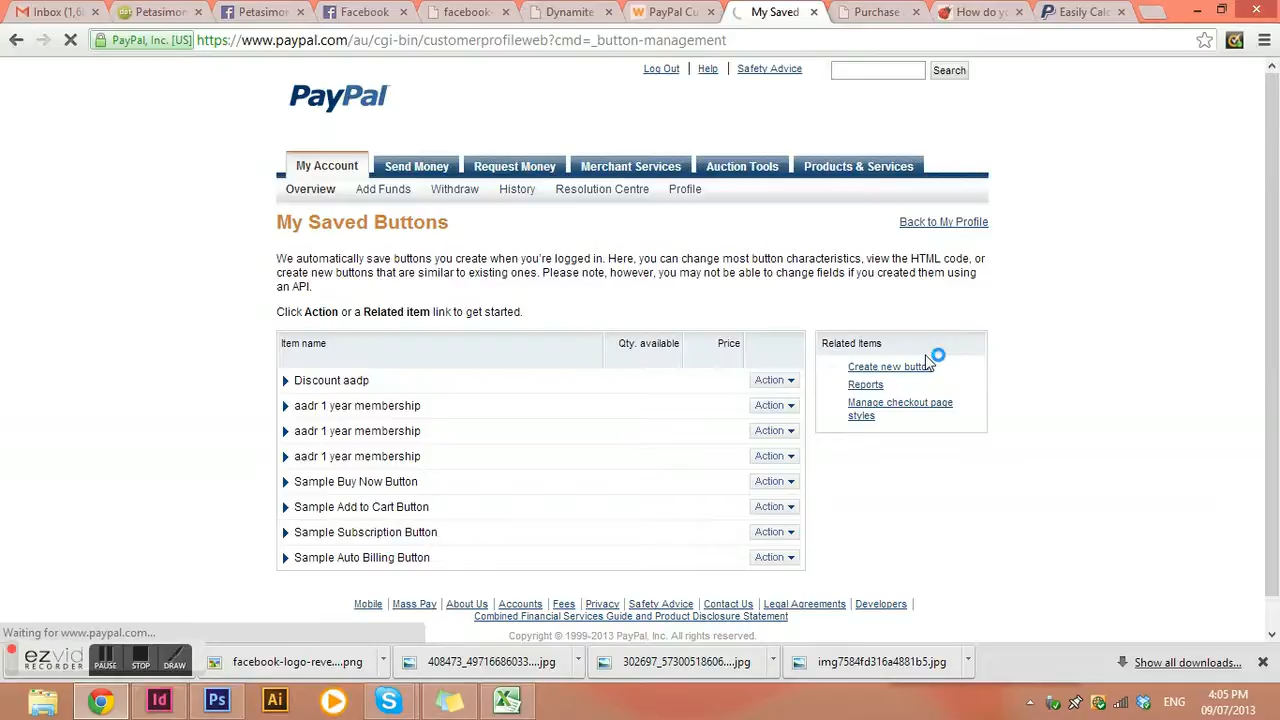 Inbox (1,6
Petasimo
Petasimo
Facebook
facebook-
Dynamite
PayPal Cu
My Saved
Purchase
How do yo
Easily Calc
PayPal, Inc. [US]
https://www.paypal.com/au/cgi-bin/customerprofileweb?cmd=_button-management
Log Out | Help | Safety Advice
Search
PayPal
My Account Send Money Request Money Merchant Services Auction Tools Products & Services
Overview Add Funds Withdraw History Resolution Centre Profile
My Saved Buttons
Back to My Profile
We automatically save buttons you create when you're logged in. Here, you can change most button characteristics, view the HTML code, or
create new buttons that are similar to existing ones. Please note, however, you may not be able to change fields if you created them using
an API.
Click Action or a Related item link to get started.
Item name Qty. available Price
Discount aadp Action
aadr 1 year membership Action
aadr 1 year membership Action
aadr 1 year membership Action
Sample Buy Now Button Action
Sample Add to Cart Button Action
Sample Subscription Button Action
Sample Auto Billing Button Action
Related Items
Create new button
Reports
Manage checkout page
styles
Mobile | Mass Pay | About Us | Accounts | Fees | Privacy | Safety Advice | Contact Us | Legal Agreements | Developers |
Combined Financial Services Guide and Product Disclosure Statement
Copyright © 1999-2013 PayPal, Inc. All rights reserved.
Waiting for www.paypal.com...
ezvid
RECORDER
PAUSE STOP DRAW
facebook-logo-reve....png
408473_49716686033....jpg
302697_57300518606....jpg
img7584fd316a4881b5.jpg
Show all downloads...
Id Ps Ai
ENG
4:05 PM
09/07/2013